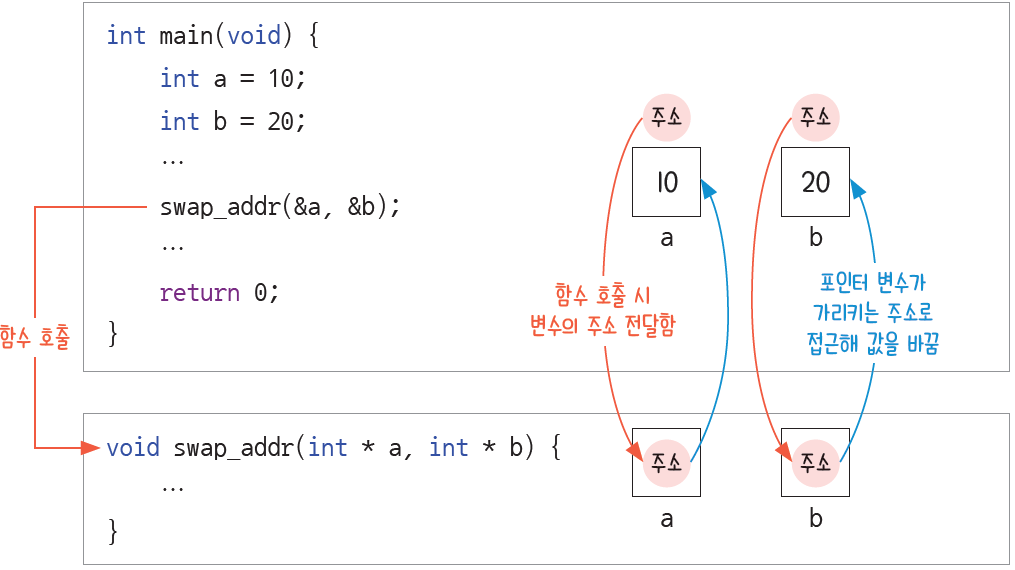 int main(void) {
int a = 10;
int b = 20;
…
swap_addr(&a, &b);
…
return 0;
}
함수 호출
주소
주소
10
20
a
b
함수 호출 시
변수의 주소 전달함
포인터 변수가
가리키는 주소로
접근해 값을 바꿈
void swap_addr(int * a, int * b) {
…
}
주소
주소
a
b